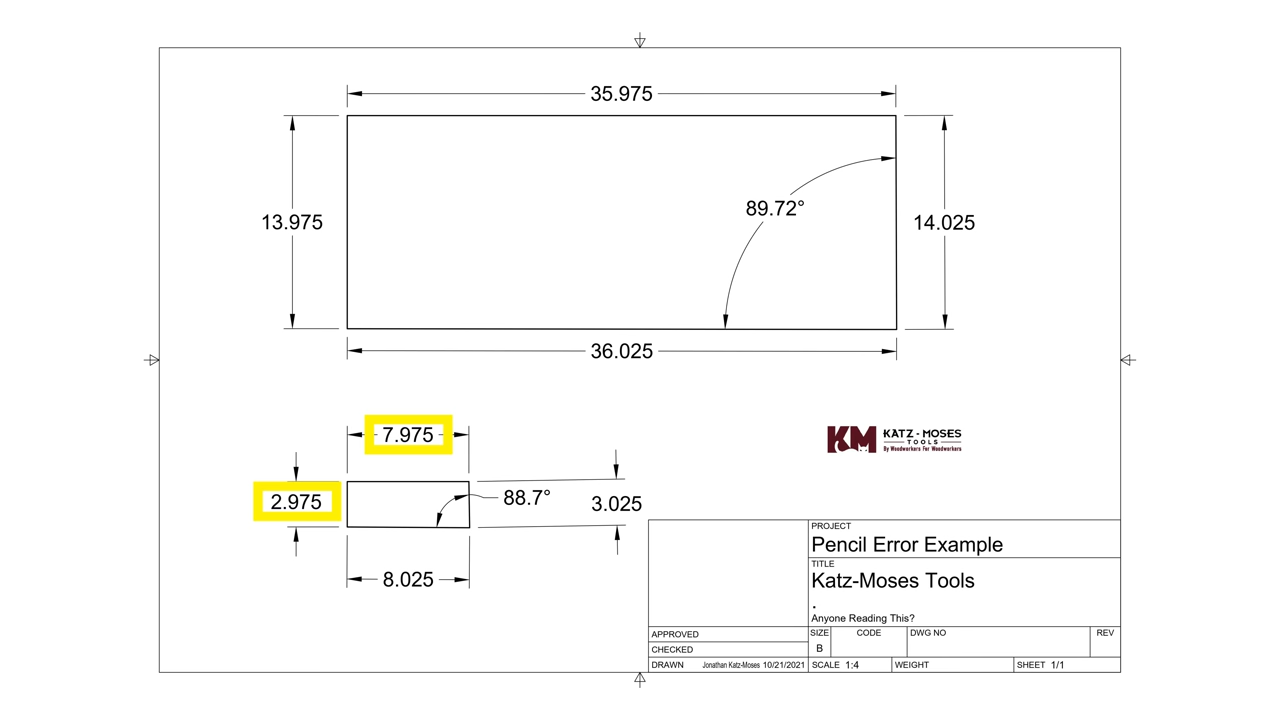 35.975
13.975
89.72°
14.025
36.025
7.975
2.975
88.7°
3.025
8.025
KM KATZ-MOSES
TOOLS
By Woodworkers For Woodworkers
PROJECT
Pencil Error Example
TITLE
Katz-Moses Tools
.
Anyone Reading This?
APPROVED
SIZE CODE DWG NO REV
B
CHECKED
DRAWN Jonathan Katz-Moses 10/21/2021 SCALE 1:4 WEIGHT SHEET 1/1